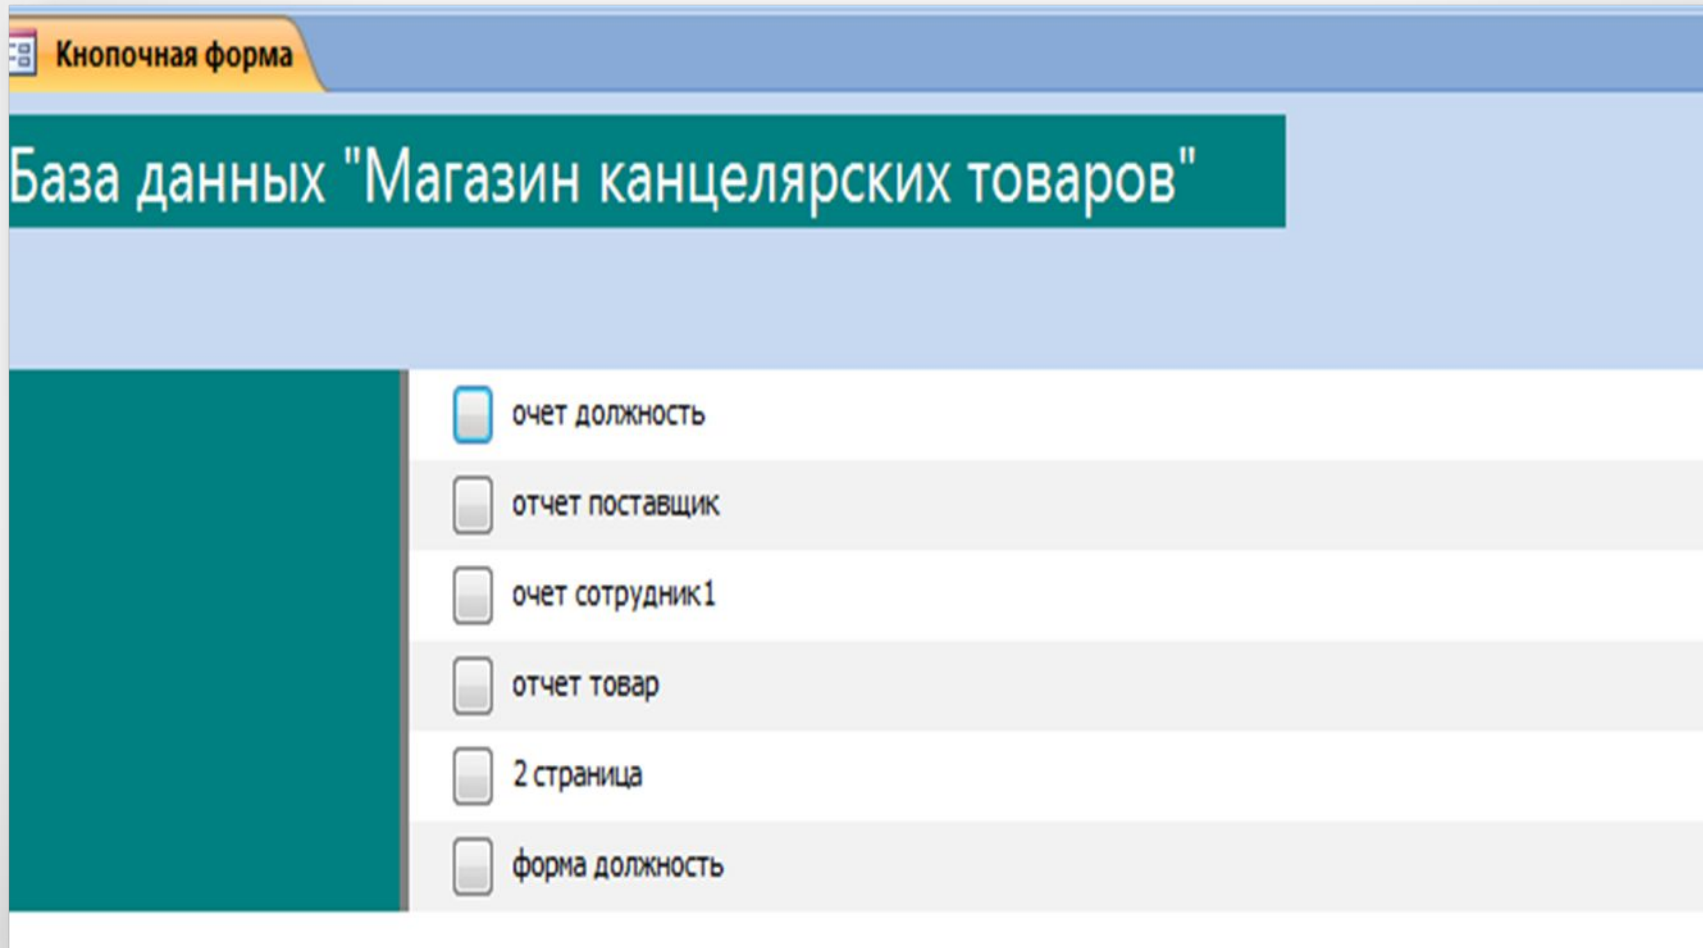 Кнопочная форма
База данных "Магазин канцелярских товаров"
очет должность
отчет поставщик
очет сотрудник1
отчет товар
2 страница
форма должность